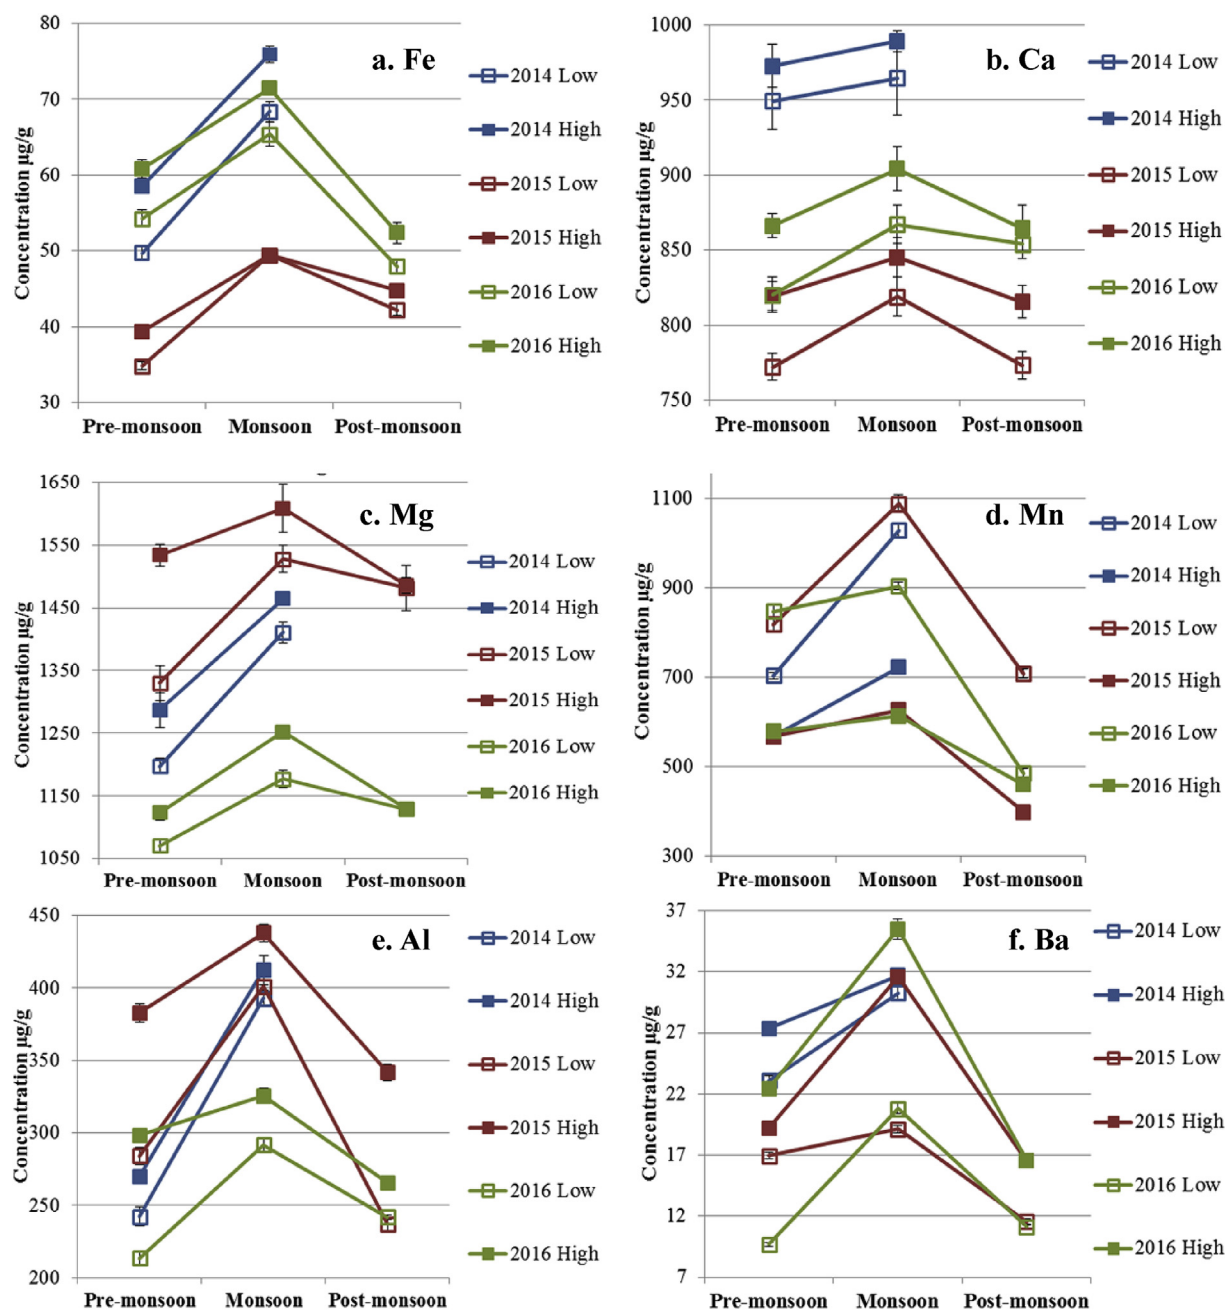 a. Fe
Concentration µg/g
80
70
60
50
40
30
Pre-monsoon Monsoon Post-monsoon
2014 Low
2014 High
2015 Low
2015 High
2016 Low
2016 High
b. Ca
Concentration µg/g
1000
950
900
850
800
750
Pre-monsoon Monsoon Post-monsoon
2014 Low
2014 High
2015 Low
2015 High
2016 Low
2016 High
c. Mg
Concentration µg/g
1650
1550
1450
1350
1250
1150
1050
Pre-monsoon Monsoon Post-monsoon
2014 Low
2014 High
2015 Low
2015 High
2016 Low
2016 High
d. Mn
Concentration µg/g
1100
900
700
500
300
Pre-monsoon Monsoon Post-monsoon
2014 Low
2014 High
2015 Low
2015 High
2016 Low
2016 High
e. Al
Concentration µg/g
450
400
350
300
250
200
Pre-monsoon Monsoon Post-monsoon
2014 Low
2014 High
2015 Low
2015 High
2016 Low
2016 High
f. Ba
Concentration µg/g
37
32
27
22
17
12
7
Pre-monsoon Monsoon Post-monsoon
2014 Low
2014 High
2015 Low
2015 High
2016 Low
2016 High